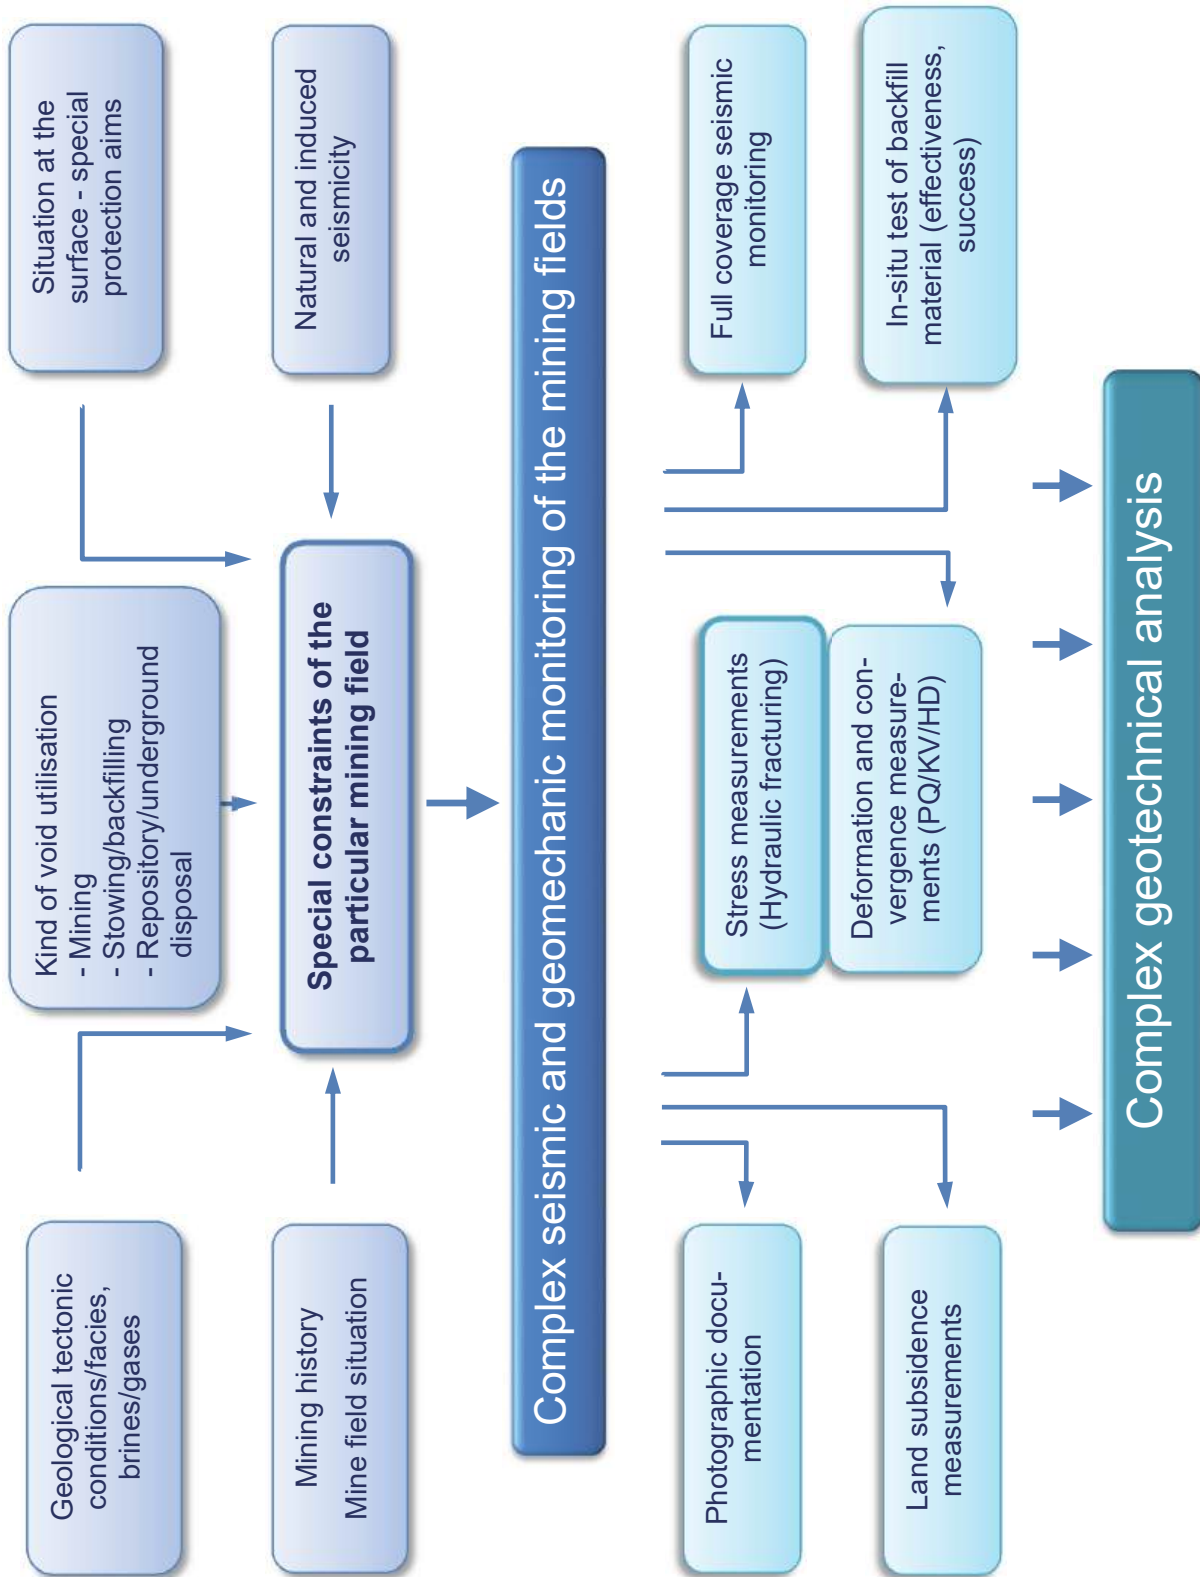 Geological tectonic
conditions/facies,
brines/gases
Kind of void utilisation
- Mining
- Stowing/backfilling
- Repository/underground
disposal
Situation at the
surface - special
protection aims
Mining history
Mine field situation
Special constraints of the
particular mining field
Natural and induced
seismicity
Complex seismic and geomechanic monitoring of the mining fields
Photographic docu-
mentation
Stress measurements
(Hydraulic fracturing)
Full coverage seismic
monitoring
Land subsidence
measurements
Deformation and con-
vergence measure-
ments (PQ/KV/HD)
In-situ test of backfill
material (effectiveness,
success)
Complex geotechnical analysis